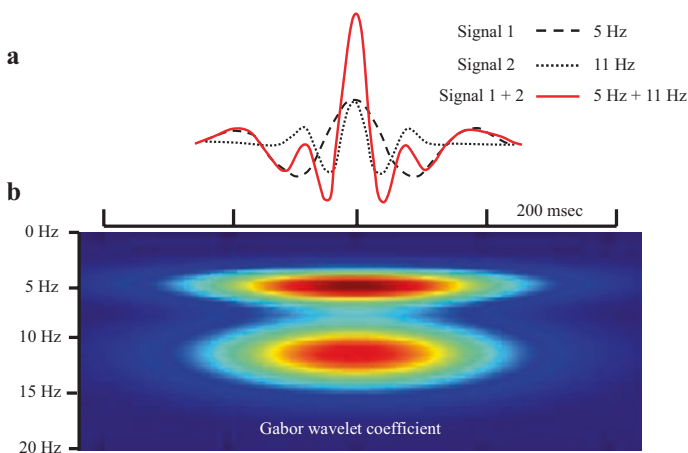 a
Signal 1 5 Hz
Signal 2 11 Hz
Signal 1 + 2 5 Hz + 11 Hz
b
200 msec
0 Hz
5 Hz
10 Hz
15 Hz
Gabor wavelet coefficient
20 Hz